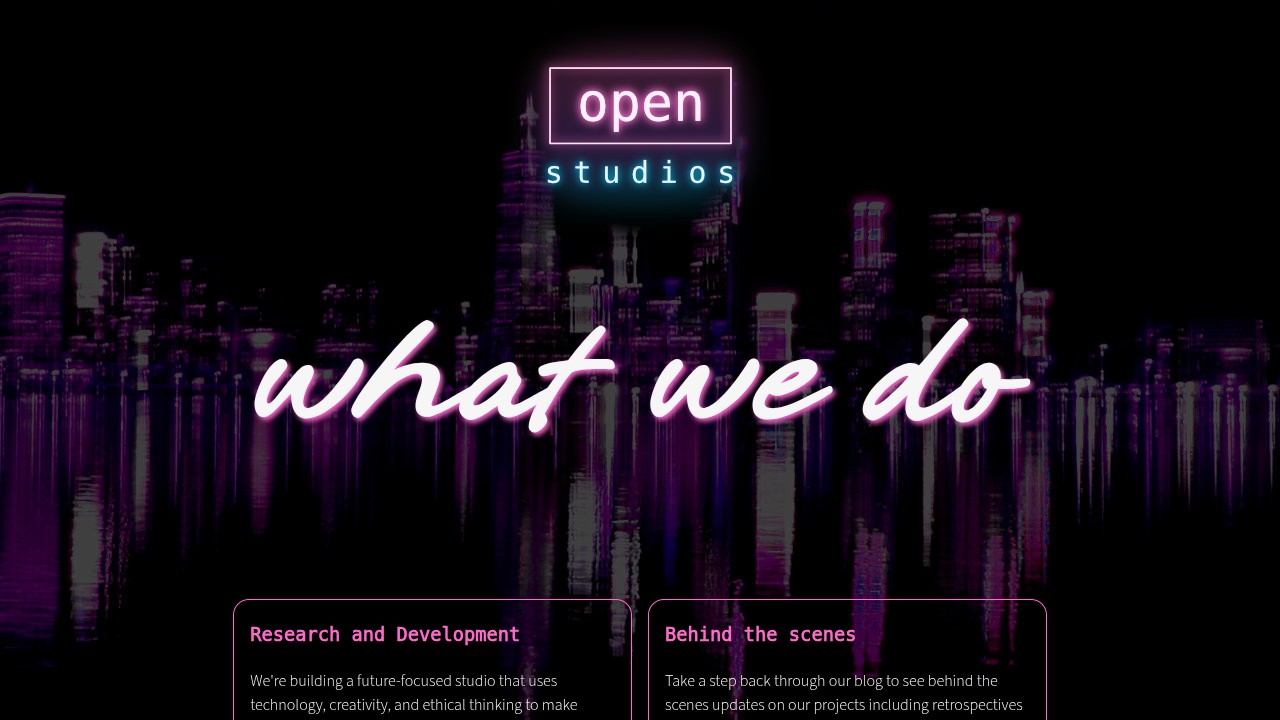 open
studios
what we do
Research and Development
We're building a future-focused studio that uses
technology, creativity, and ethical thinking to make
Behind the scenes
Take a step back through our blog to see behind the
scenes updates on our projects including retrospectives